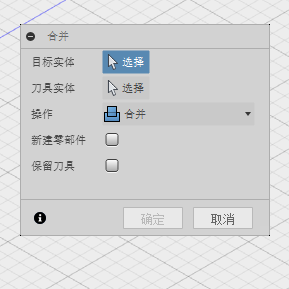 合并
目标实体 选择
刀具实体 选择
操作 合并
新建零部件
保留刀具
确定 取消